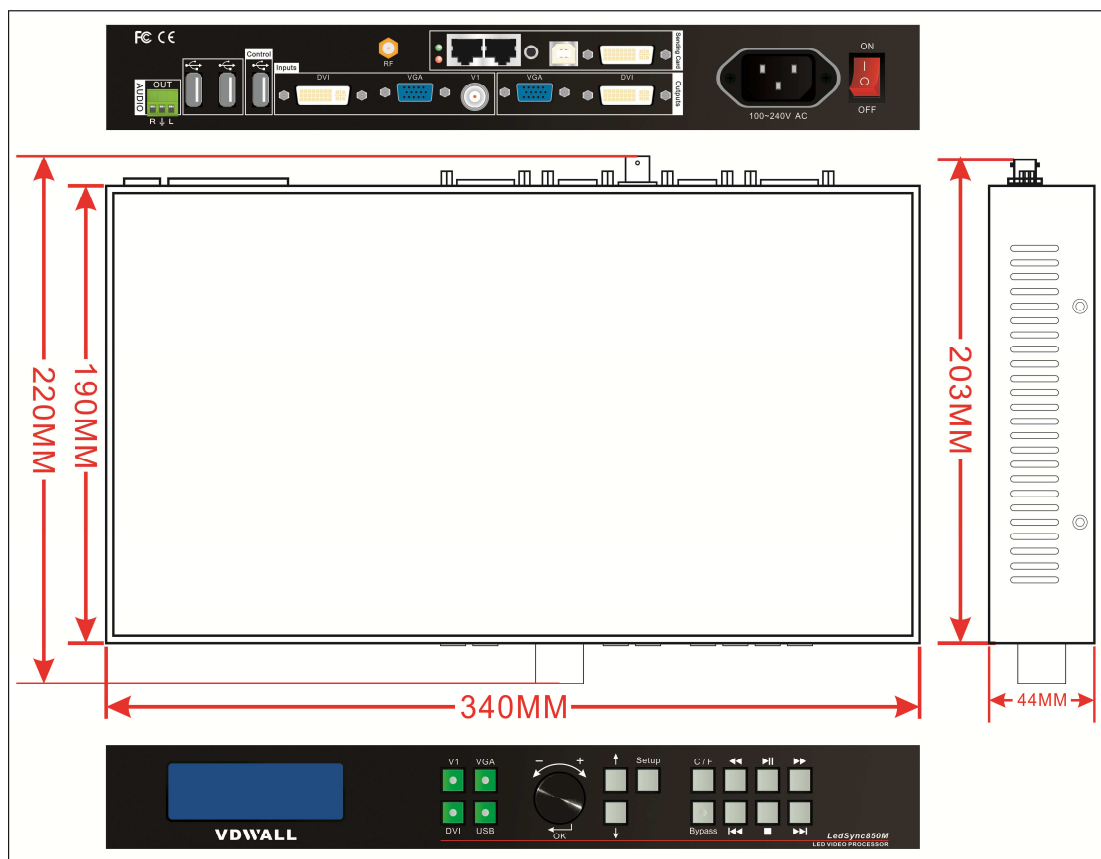 FC CE
RF
Sending Card
ON
OFF
100~240V AC
AUDIO
OUT
R L
Control
Inputs
DVI
VGA
V1
VGA
DVI
Outputs
220MM
190MM
203MM
340MM
44MM
VDWALL
V1 VGA
DVI USB
− +
OK
Setup
C / F
Bypass
LedSync850M
LED VIDEO PROCESSOR